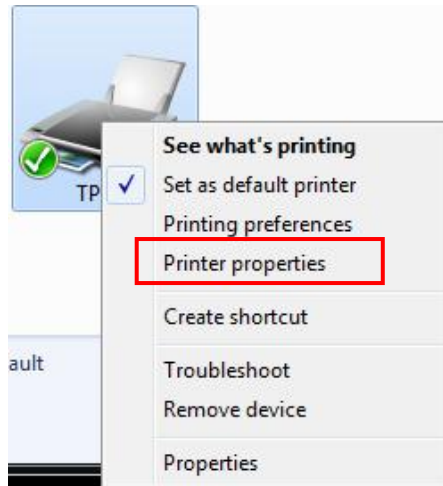 See what's printing
TP
Set as default printer
Printing preferences
Printer properties
Create shortcut
ault
Troubleshoot
Remove device
Properties